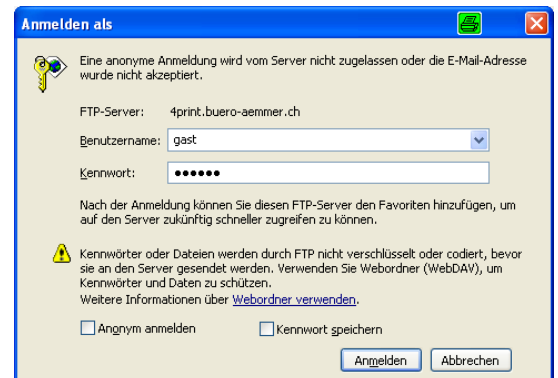 Anmelden als
Eine anonyme Anmeldung wird vom Server nicht zugelassen oder die E-Mail-Adresse
wurde nicht akzeptiert.
FTP-Server: 4print.buero-aemmer.ch
Benutzername: gast
Kennwort: ●●●●●●
Nach der Anmeldung können Sie diesen FTP-Server den Favoriten hinzufügen, um
auf den Server zukünftig schneller zugreifen zu können.
Kennwörter oder Dateien werden durch FTP nicht verschlüsselt oder codiert, bevor
sie an den Server gesendet werden. Verwenden Sie Webordner (WebDAV), um
Kennwörter und Daten zu schützen.
Weitere Informationen über Webordner verwenden.
Anonym anmelden Kennwort speichern
Anmelden Abbrechen